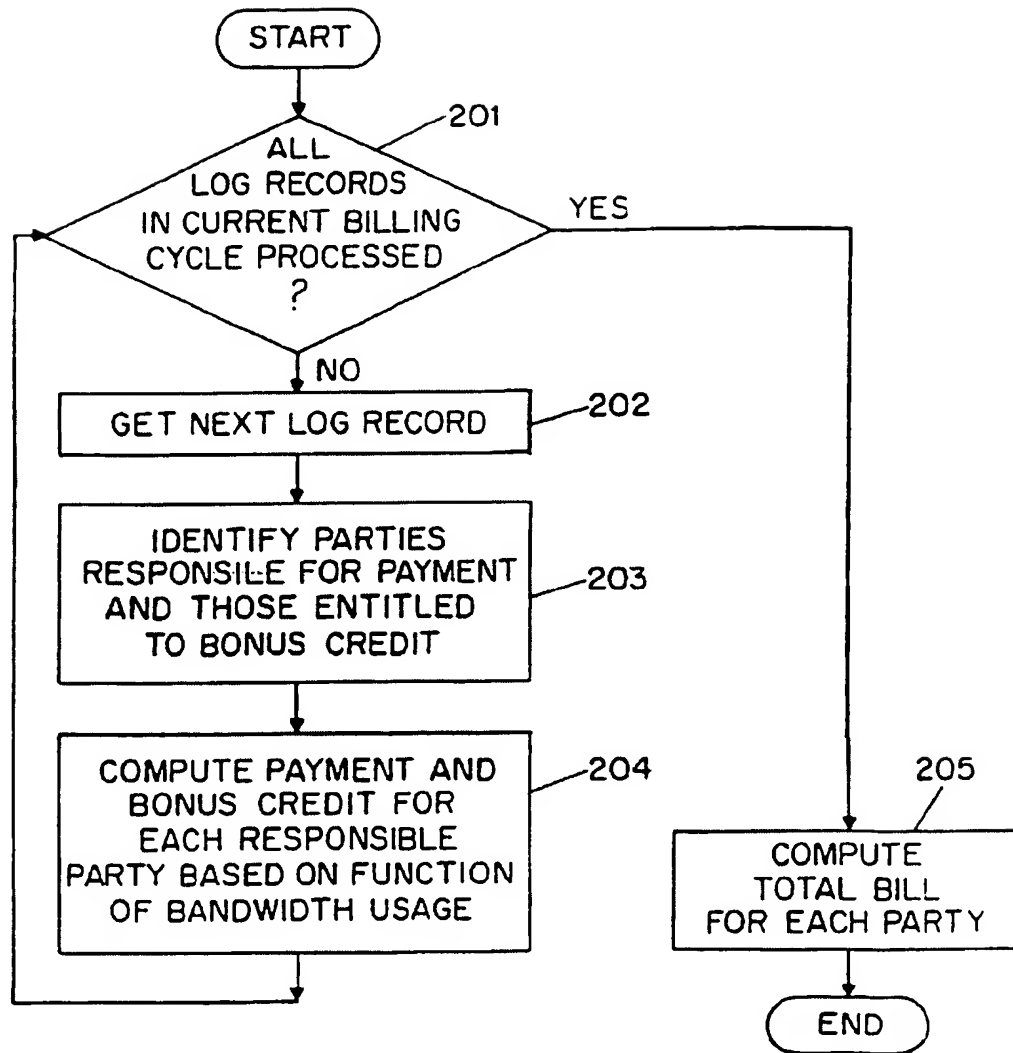 START
201
ALL
LOG RECORDS
IN CURRENT BILLING
CYCLE PROCESSED
?
YES
NO
GET NEXT LOG RECORD
202
IDENTIFY PARTIES
RESPONSILE FOR PAYMENT
AND THOSE ENTITLED
TO BONUS CREDIT
203
COMPUTE PAYMENT AND
BONUS CREDIT FOR
EACH RESPONSIBLE
PARTY BASED ON FUNCTION
OF BANDWIDTH USAGE
204
205
COMPUTE
TOTAL BILL
FOR EACH PARTY
END